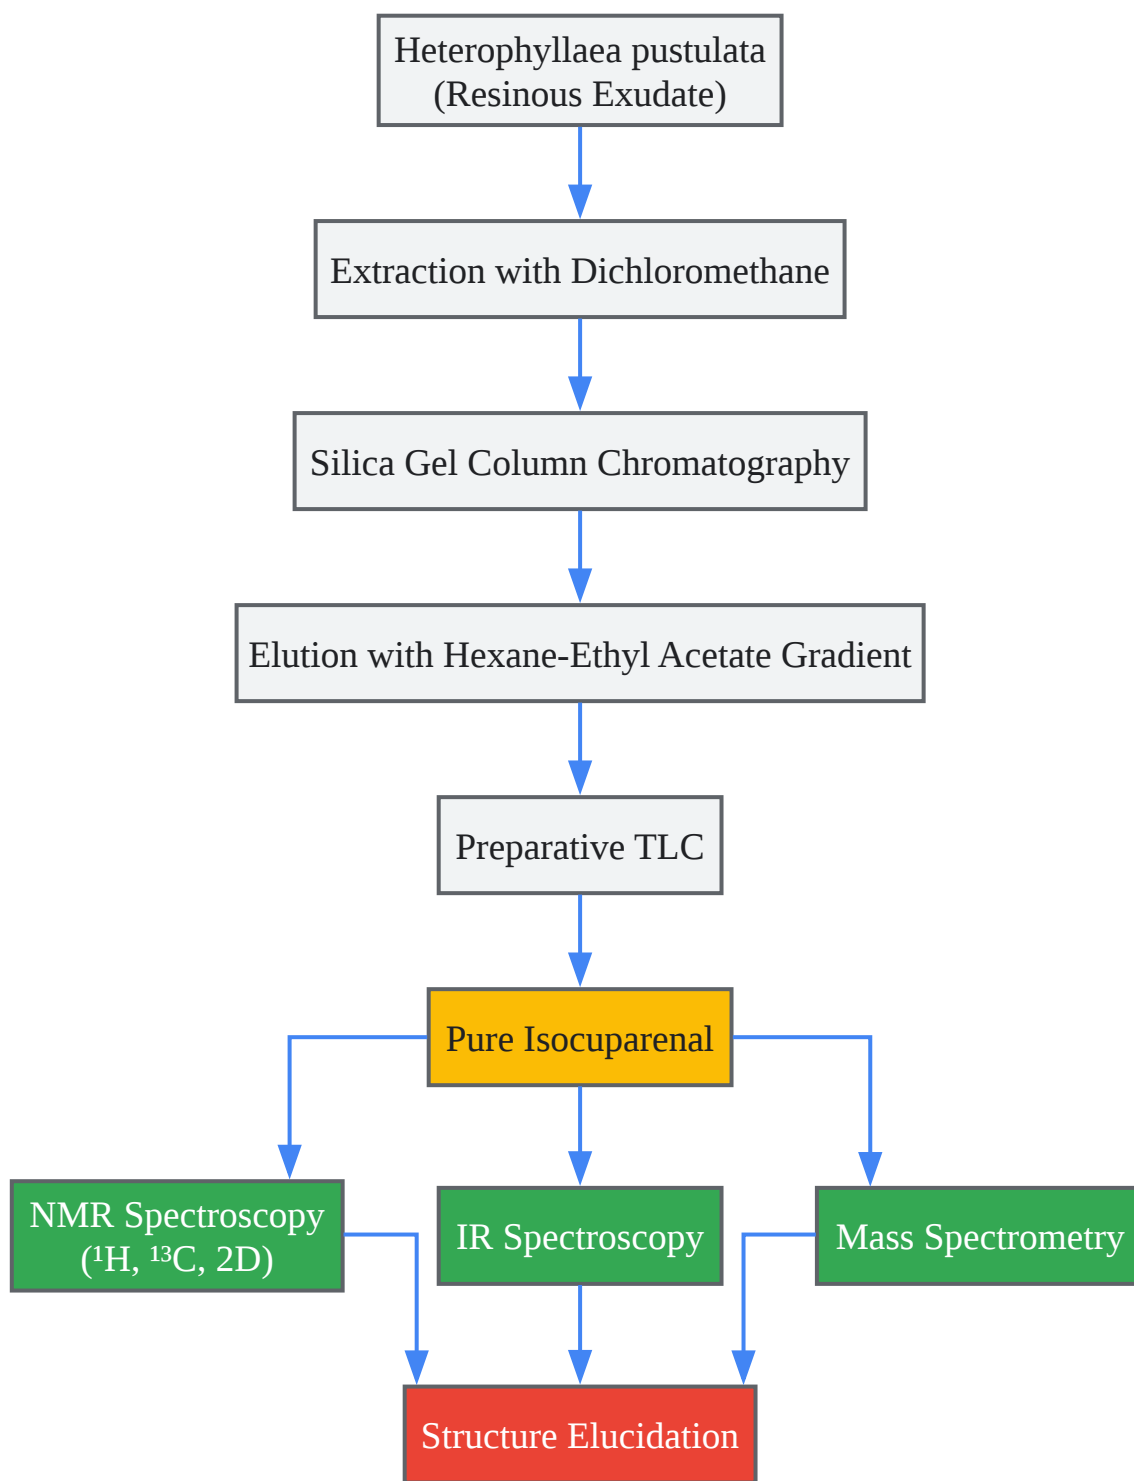 Heterophyllaea pustulata
(Resinous Exudate)
Extraction with Dichloromethane
Silica Gel Column Chromatography
Elution with Hexane-Ethyl Acetate Gradient
Preparative TLC
Pure Isocuparenal
NMR Spectroscopy
(¹H, ¹³C, 2D)
IR Spectroscopy
Mass Spectrometry
Structure Elucidation